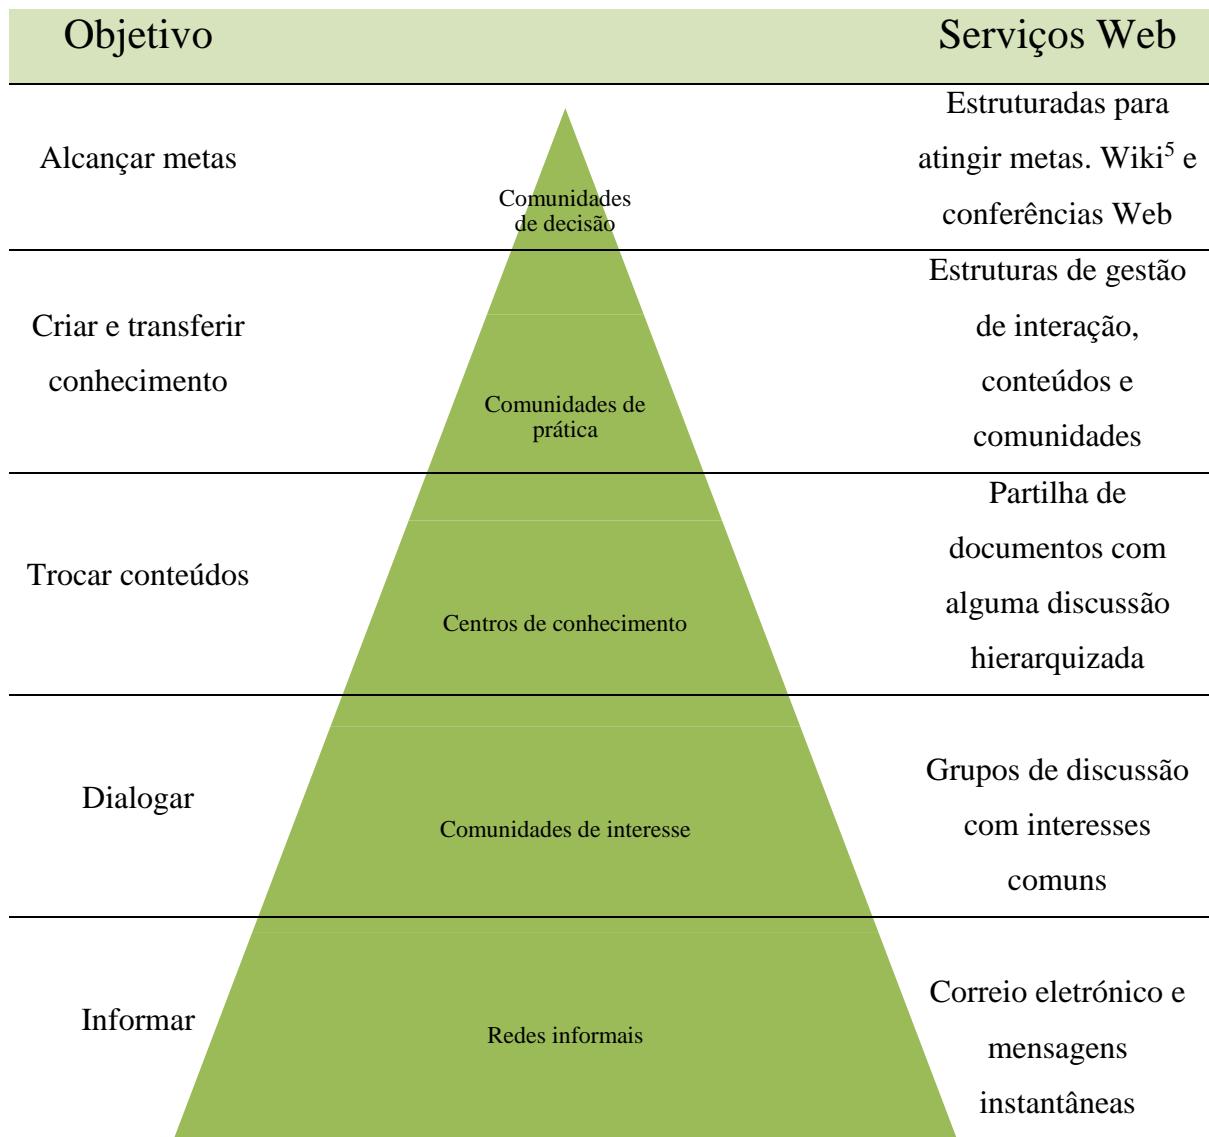 Objetivo
Serviços Web
Alcançar metas
Comunidades
de decisão
Estruturadas para
atingir metas. Wiki⁵ e
conferências Web
Criar e transferir
conhecimento
Comunidades de
prática
Estruturas de gestão
de interação,
conteúdos e
comunidades
Trocar conteúdos
Centros de conhecimento
Partilha de
documentos com
alguma discussão
hierarquizada
Dialogar
Comunidades de interesse
Grupos de discussão
com interesses
comuns
Informar
Redes informais
Correio eletrónico e
mensagens
instantâneas